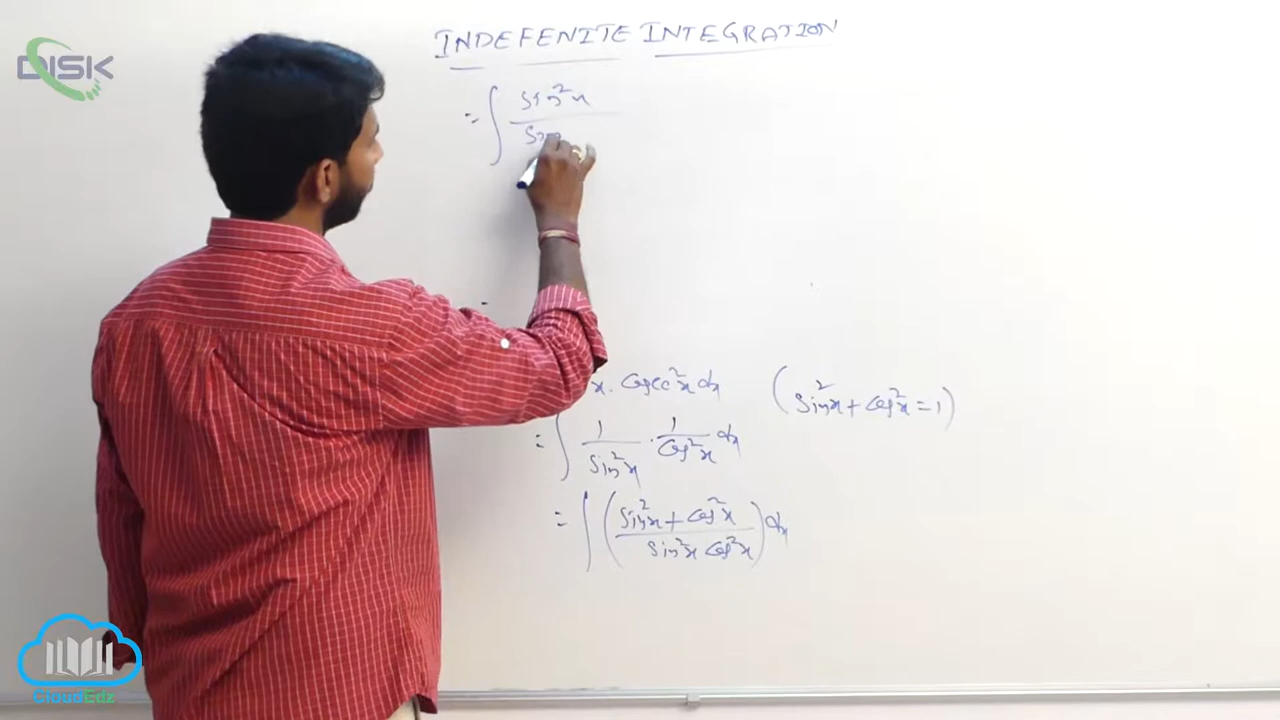 DISK
INDEFENITE INTEGRATION
= ∫ sin²x / sin
x . cosec²x dx (sin²x + cos²x = 1)
= ∫ 1/sin²x . 1/cos²x dx
= ∫ ( sin²x + cos²x / sin²x cos²x ) dx
CloudEdz